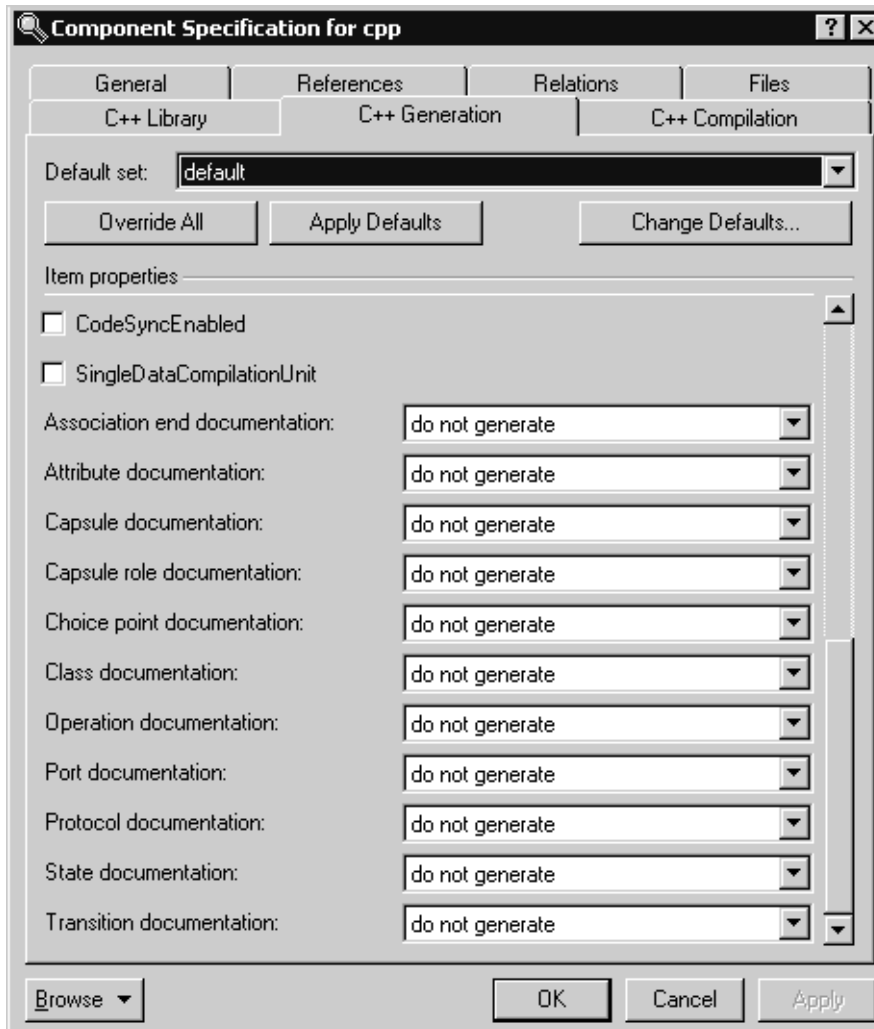 Component Specification for cpp
General References Relations Files
C++ Library C++ Generation C++ Compilation
Default set: default
Override All Apply Defaults Change Defaults...
Item properties
CodeSyncEnabled
SingleDataCompilationUnit
Association end documentation: do not generate
Attribute documentation: do not generate
Capsule documentation: do not generate
Capsule role documentation: do not generate
Choice point documentation: do not generate
Class documentation: do not generate
Operation documentation: do not generate
Port documentation: do not generate
Protocol documentation: do not generate
State documentation: do not generate
Transition documentation: do not generate
Browse OK Cancel Apply